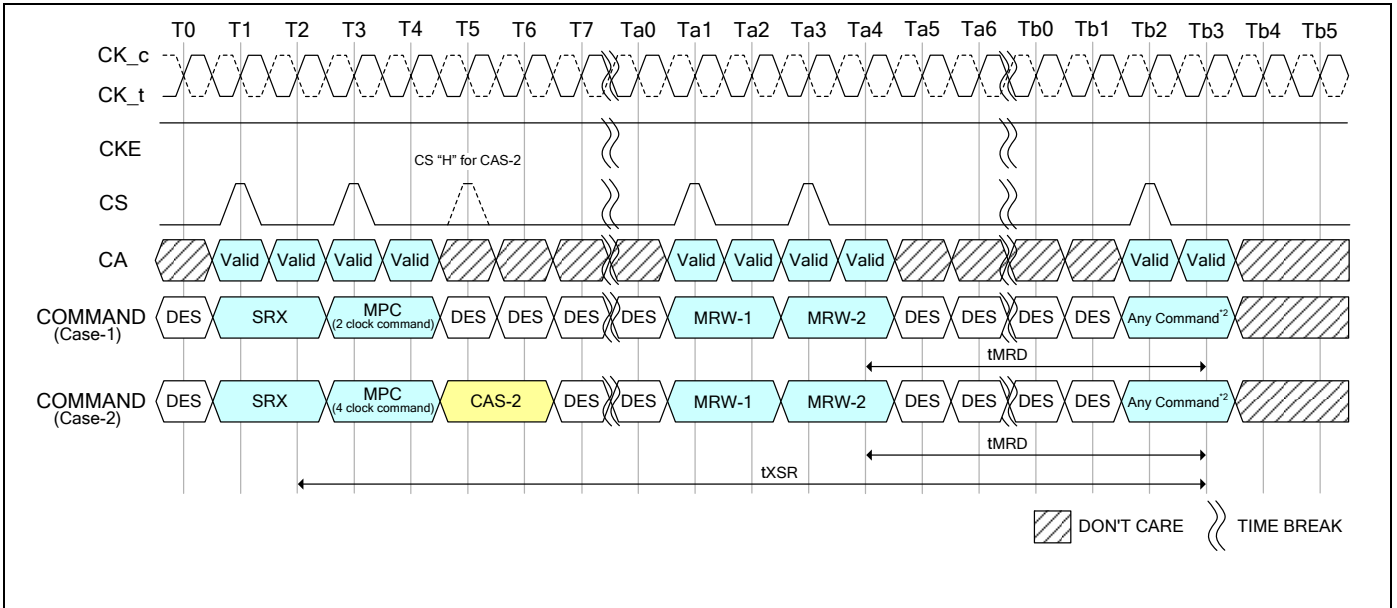 T0 T1 T2 T3 T4 T5 T6 T7 Ta0 Ta1 Ta2 Ta3 Ta4 Ta5 Ta6 Tb0 Tb1 Tb2 Tb3 Tb4 Tb5
CK_c
CK_t
CKE
CS "H" for CAS-2
CS
CA Valid Valid Valid Valid Valid Valid Valid Valid Valid Valid
COMMAND (Case-1) DES SRX MPC (2 clock command) DES DES DES DES MRW-1 MRW-2 DES DES DES DES Any Command*2
tMRD
COMMAND (Case-2) DES SRX MPC (4 clock command) CAS-2 DES DES MRW-1 MRW-2 DES DES DES DES Any Command*2
tMRD
tXSR
DON'T CARE TIME BREAK